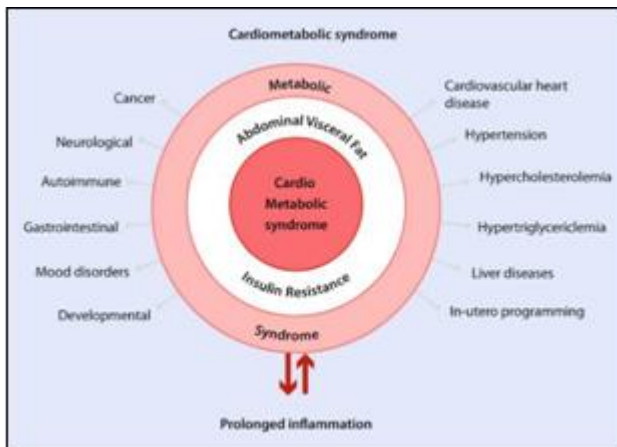 Cardiometabolic syndrome
Metabolic
Abdominal Visceral Fat
Cardio
Metabolic
syndrome
Insulin Resistance
Syndrome
Cancer
Neurological
Autoimmune
Gastrointestinal
Mood disorders
Developmental
Cardiovascular heart
disease
Hypertension
Hypercholesterolemia
Hypertriglycericlemia
Liver diseases
In-utero programming
Prolonged inflammation